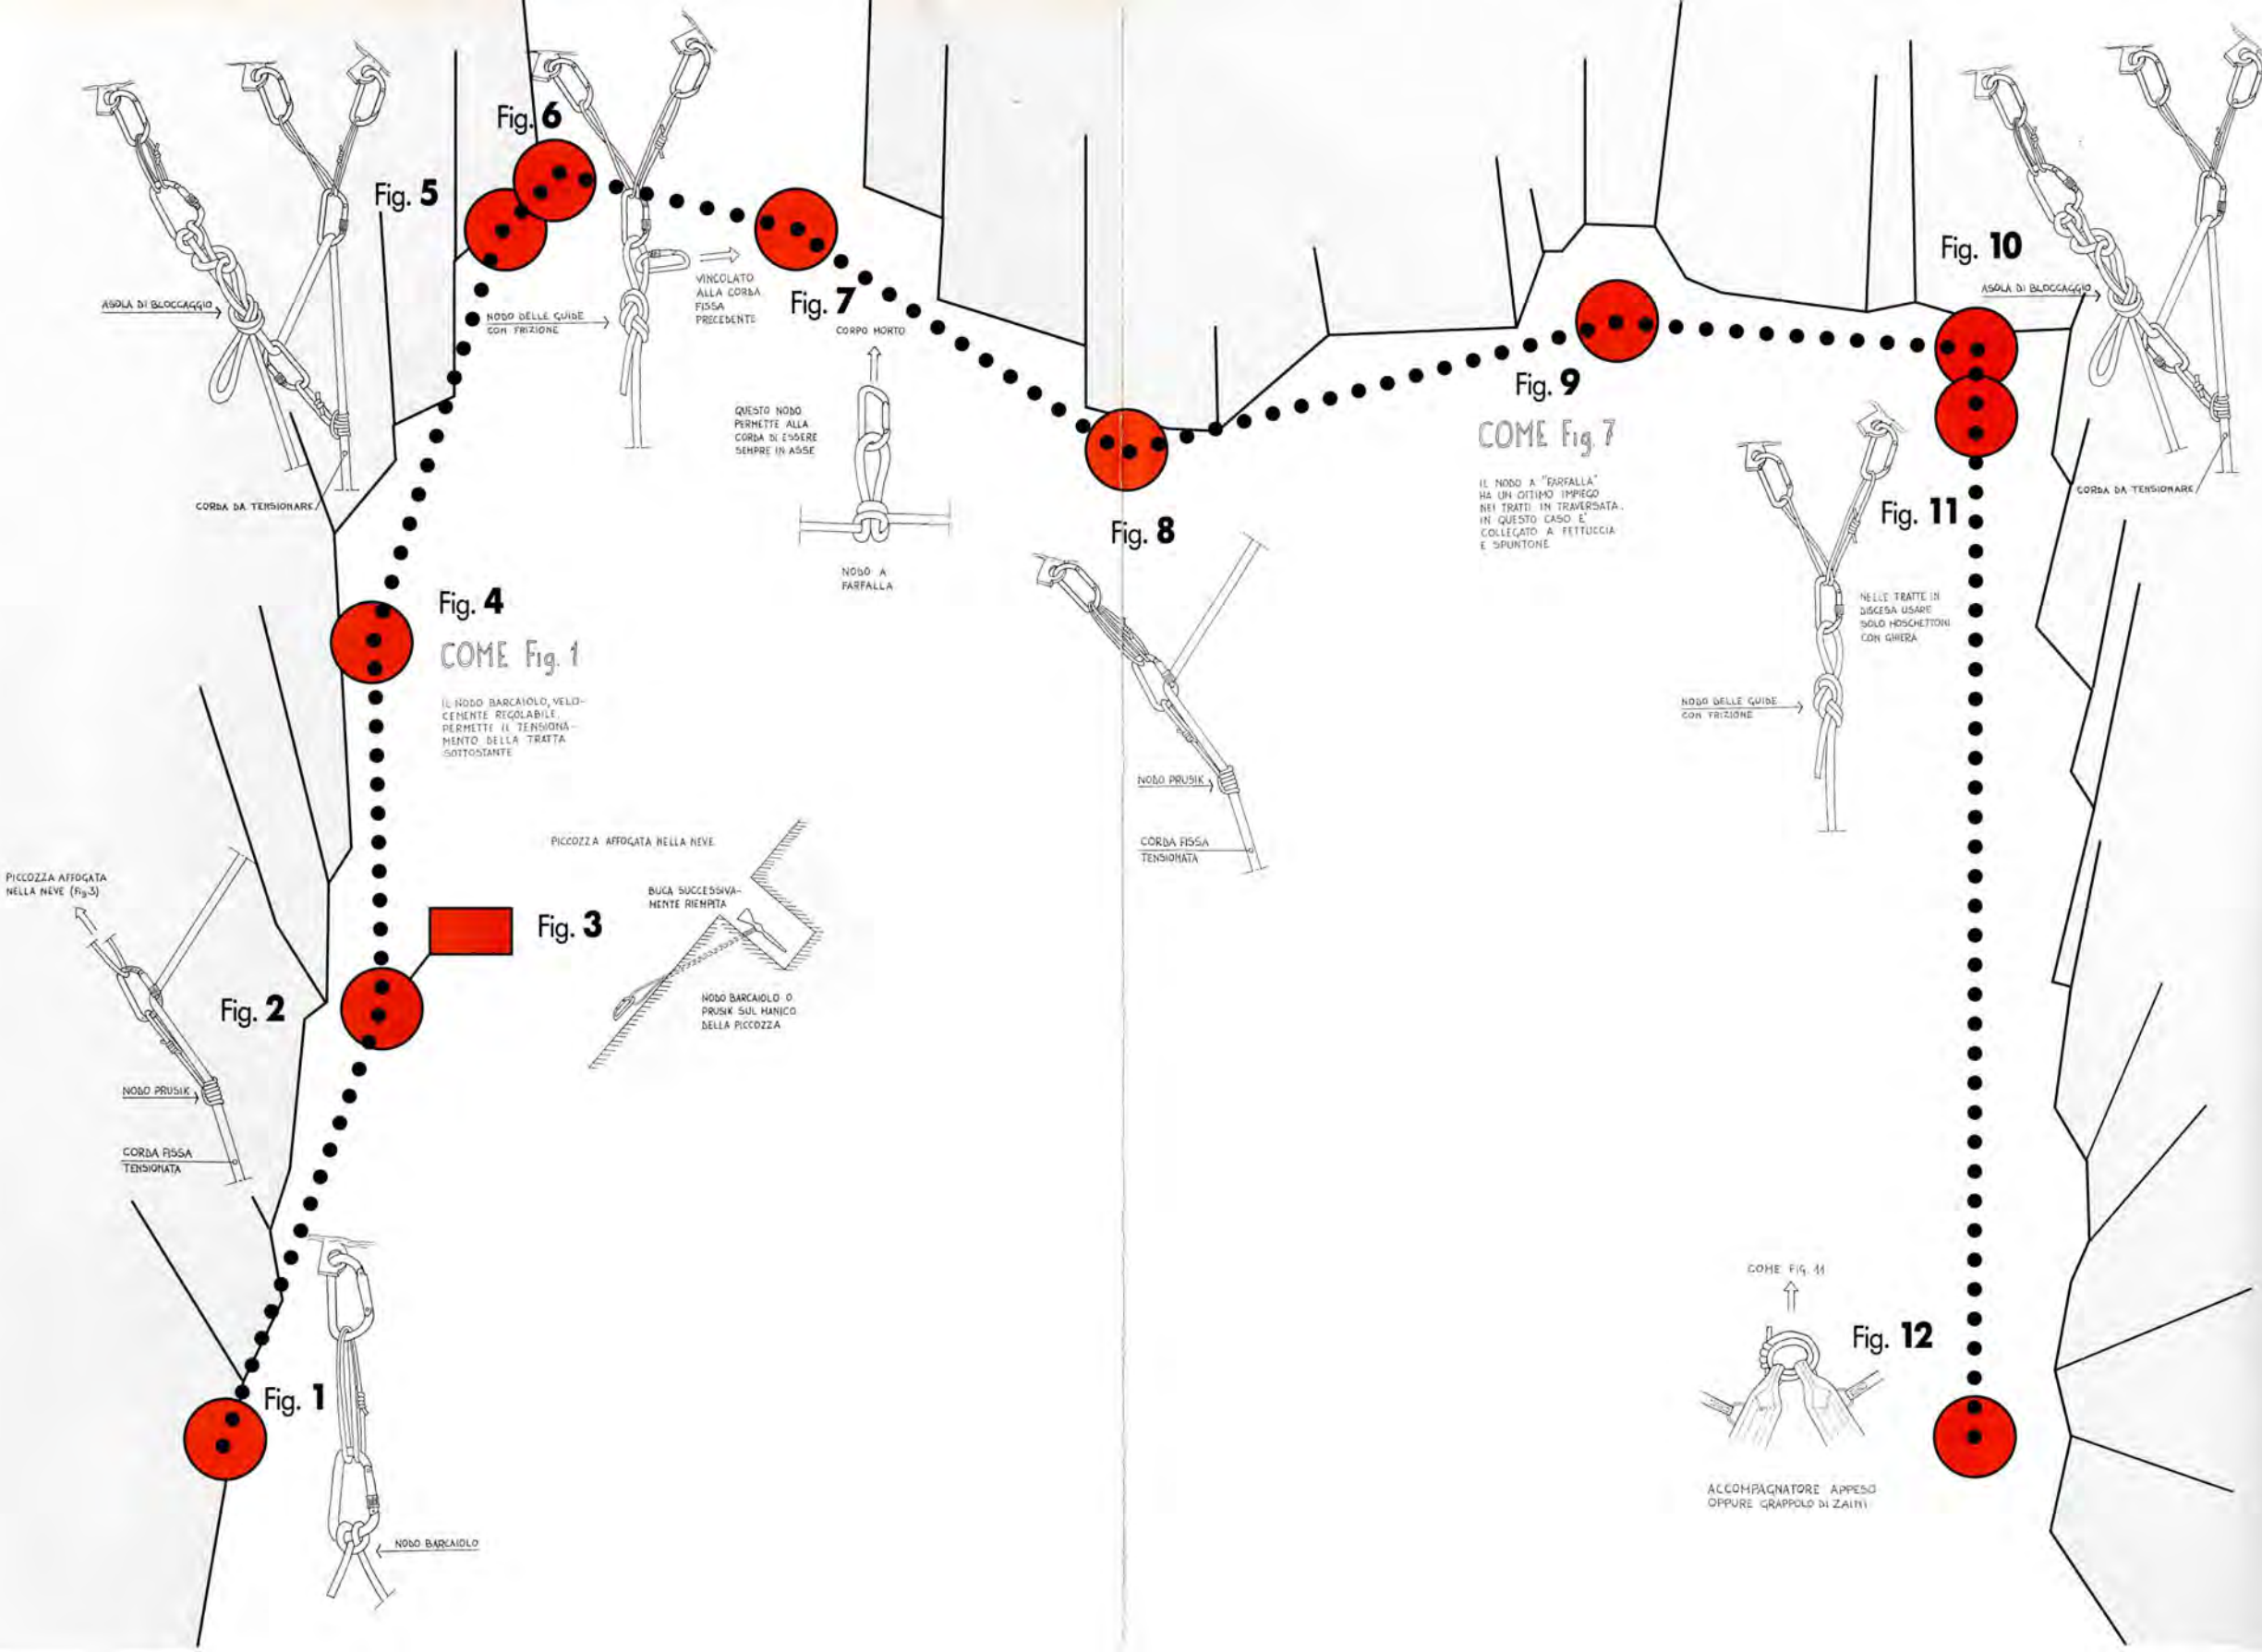 Fig. 6
Fig. 5
ASOLA DI BLOCCAGGIO
CORDA DA TENSIONARE
NODO DELLE GUIDE
CON FRIZIONE
VINCOLATO
ALLA CORDA
FISSA
PRECEDENTE
Fig. 7
CORPO MORTO
QUESTO NODO
PERMETTE ALLA
CORDA DI ESSERE
SEMPRE IN ASSE
NODO A
FARFALLA
Fig. 4
COME Fig. 1
IL NODO BARCAIOLO, VELO-
CEMENTE REGOLABILE,
PERMETTE IL TENSIONA-
MENTO DELLA TRATTA
SOTTOSTANTE
PICCOZZA AFFOGATA
NELLA NEVE (Fig.3)
Fig. 2
NODO PRUSIK
CORDA FISSA
TENSIONATA
PICCOZZA AFFOGATA NELLA NEVE
BUCA SUCCESSIVA-
MENTE RIEMPITA
Fig. 3
NODO BARCAIOLO O
PRUSIK SUL MANICO
DELLA PICCOZZA
Fig. 1
NODO BARCAIOLO
Fig. 8
NODO PRUSIK
CORDA FISSA
TENSIONATA
Fig. 9
COME Fig. 7
IL NODO A "FARFALLA"
HA UN OTTIMO IMPIEGO
NEI TRATTI IN TRAVERSATA.
IN QUESTO CASO E'
COLLEGATO A FETTUCCIA
E SPUNTONE
Fig. 10
ASOLA DI BLOCCAGGIO
CORDA DA TENSIONARE
Fig. 11
NELLE TRATTE IN
DISCESA USARE
SOLO MOSCHETTONI
CON GHIERA
NODO DELLE GUIDE
CON FRIZIONE
COME FIG. 11
Fig. 12
ACCOMPAGNATORE APPESO
OPPURE GRAPPOLO DI ZAINI